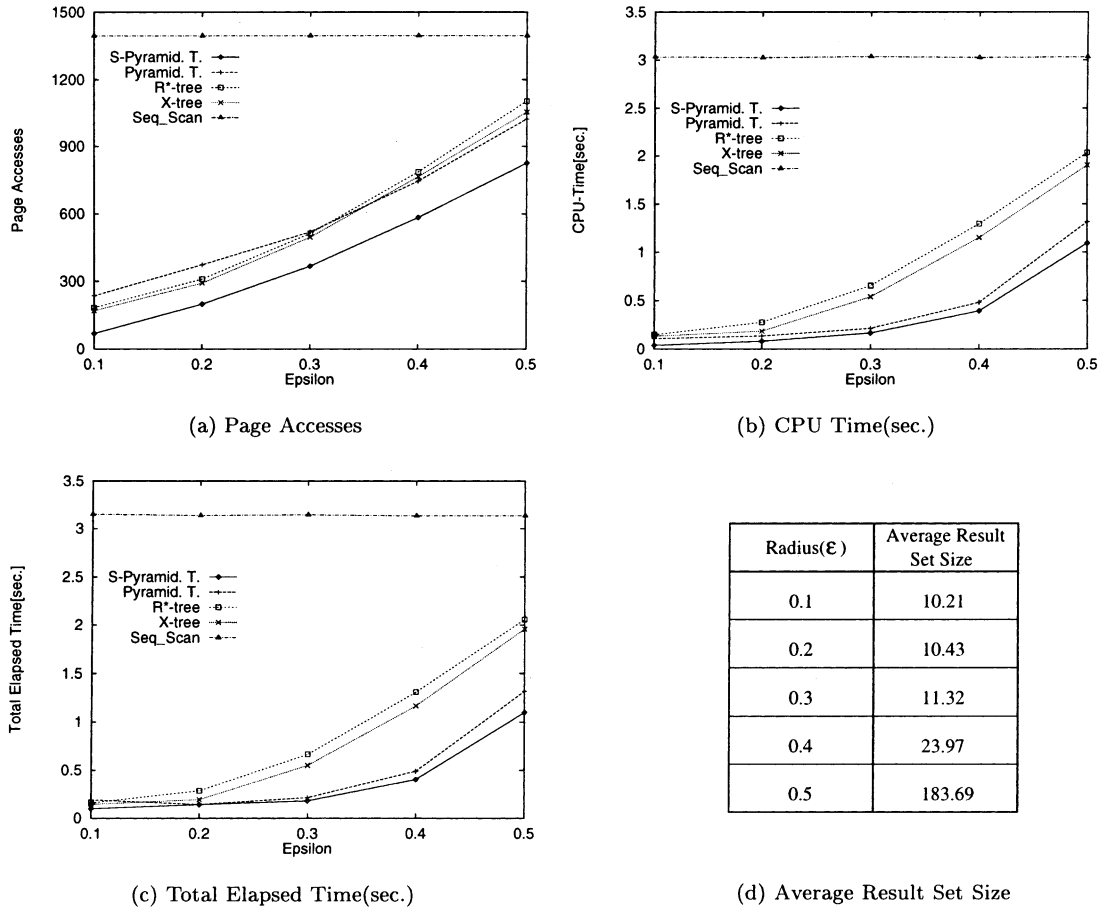 1500
1200
900
600
300
0
Page Accesses
S-Pyramid. T.
Pyramid. T.
R*-tree
X-tree
Seq_Scan
0.1 0.2 0.3 0.4 0.5
Epsilon
(a) Page Accesses
3.5
3
2.5
2
1.5
1
0.5
0
CPU-Time[sec.]
S-Pyramid. T.
Pyramid. T.
R*-tree
X-tree
Seq_Scan
0.1 0.2 0.3 0.4 0.5
Epsilon
(b) CPU Time(sec.)
3.5
3
2.5
2
1.5
1
0.5
0
Total Elapsed Time[sec.]
S-Pyramid. T.
Pyramid. T.
R*-tree
X-tree
Seq_Scan
0.1 0.2 0.3 0.4 0.5
Epsilon
(c) Total Elapsed Time(sec.)
Radius(ε) Average Result
Set Size
0.1 10.21
0.2 10.43
0.3 11.32
0.4 23.97
0.5 183.69
(d) Average Result Set Size